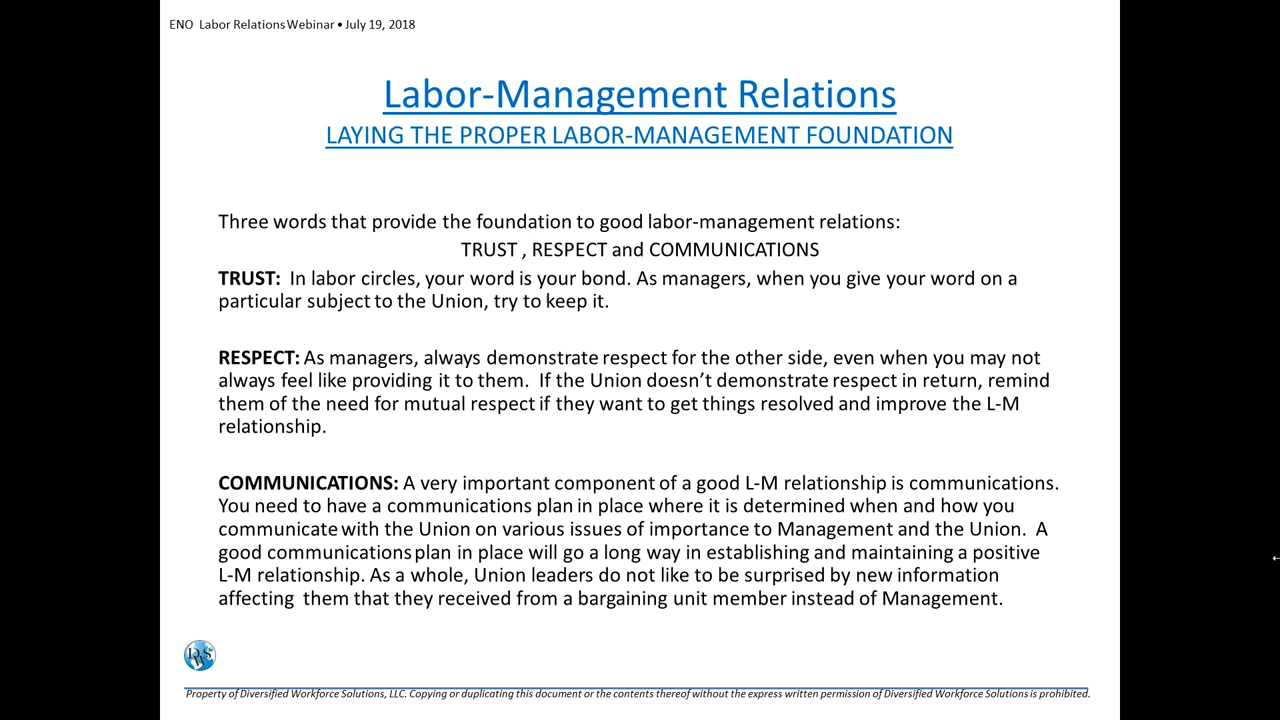 ENO Labor Relations Webinar • July 19, 2018
Labor-Management Relations
LAYING THE PROPER LABOR-MANAGEMENT FOUNDATION
Three words that provide the foundation to good labor-management relations:
TRUST , RESPECT and COMMUNICATIONS
TRUST: In labor circles, your word is your bond. As managers, when you give your word on a
particular subject to the Union, try to keep it.
RESPECT: As managers, always demonstrate respect for the other side, even when you may not
always feel like providing it to them. If the Union doesn’t demonstrate respect in return, remind
them of the need for mutual respect if they want to get things resolved and improve the L-M
relationship.
COMMUNICATIONS: A very important component of a good L-M relationship is communications.
You need to have a communications plan in place where it is determined when and how you
communicate with the Union on various issues of importance to Management and the Union. A
good communications plan in place will go a long way in establishing and maintaining a positive
L-M relationship. As a whole, Union leaders do not like to be surprised by new information
affecting them that they received from a bargaining unit member instead of Management.
DWS
Property of Diversified Workforce Solutions, LLC. Copying or duplicating this document or the contents thereof without the express written permission of Diversified Workforce Solutions is prohibited.